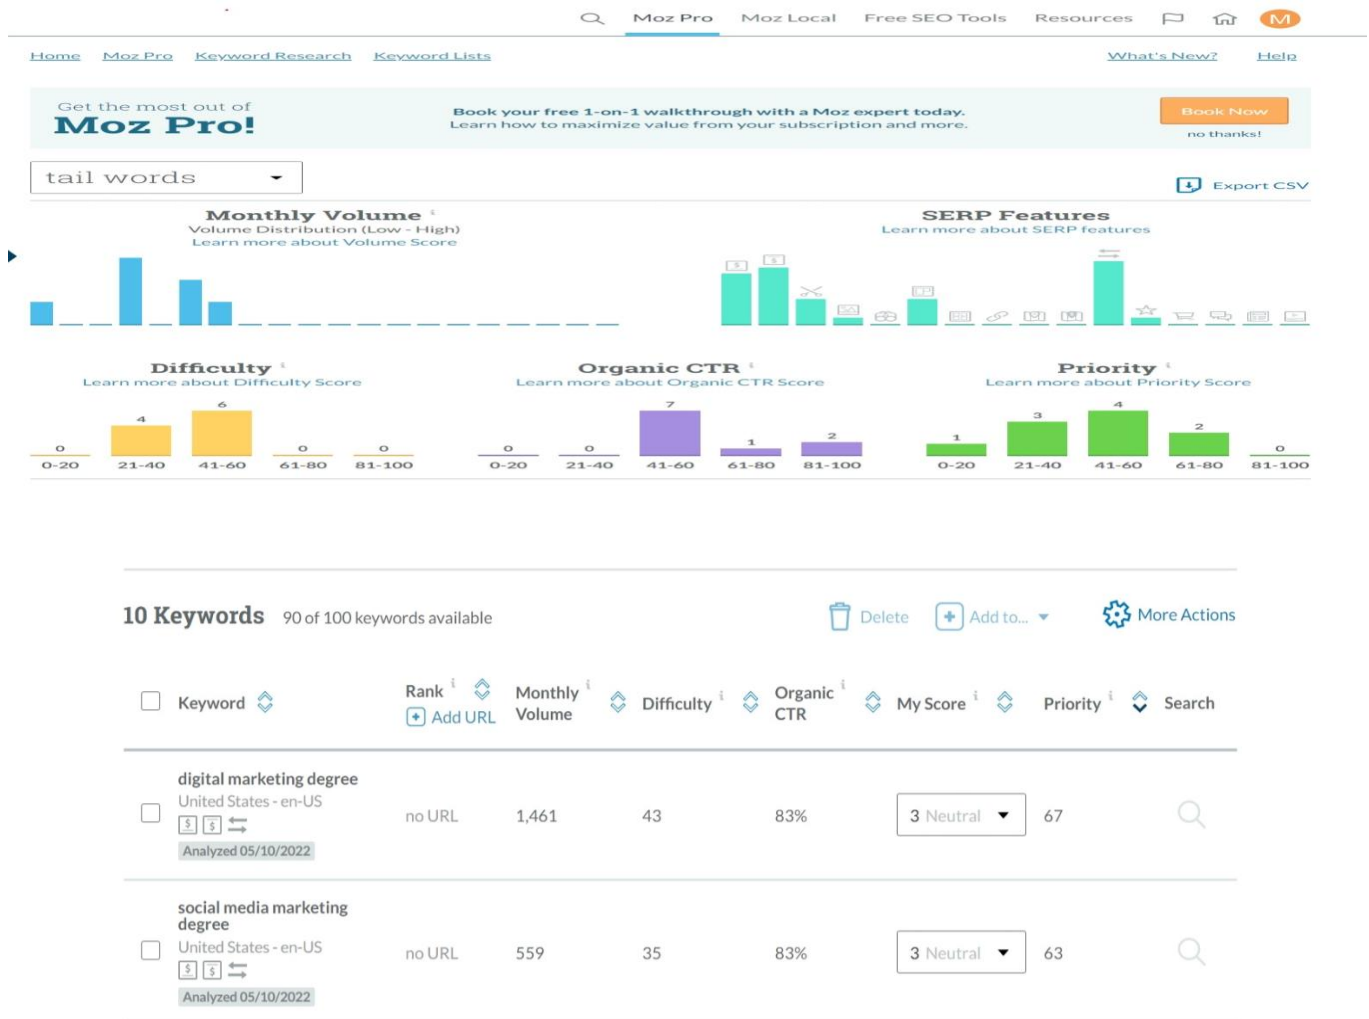 Moz Pro Moz Local Free SEO Tools Resources M
Home Moz Pro Keyword Research Keyword Lists What's New? Help
Get the most out of
Moz Pro!
Book your free 1-on-1 walkthrough with a Moz expert today.
Learn how to maximize value from your subscription and more.
Book Now
no thanks!
tail words
Export CSV
Monthly Volume i
Volume Distribution (Low - High)
Learn more about Volume Score
SERP Features
Learn more about SERP features
Difficulty i
Learn more about Difficulty Score
0 4 6 0 0
0-20 21-40 41-60 61-80 81-100
Organic CTR i
Learn more about Organic CTR Score
0 0 7 1 2
0-20 21-40 41-60 61-80 81-100
Priority i
Learn more about Priority Score
1 3 4 2 0
0-20 21-40 41-60 61-80 81-100
10 Keywords 90 of 100 keywords available
Delete Add to... More Actions
Keyword Rank i Monthly Volume i Difficulty i Organic CTR i My Score i Priority i Search
Add URL
digital marketing degree
United States - en-US
$ $
Analyzed 05/10/2022
no URL 1,461 43 83% 3 Neutral 67
social media marketing
degree
United States - en-US
$ $
Analyzed 05/10/2022
no URL 559 35 83% 3 Neutral 63